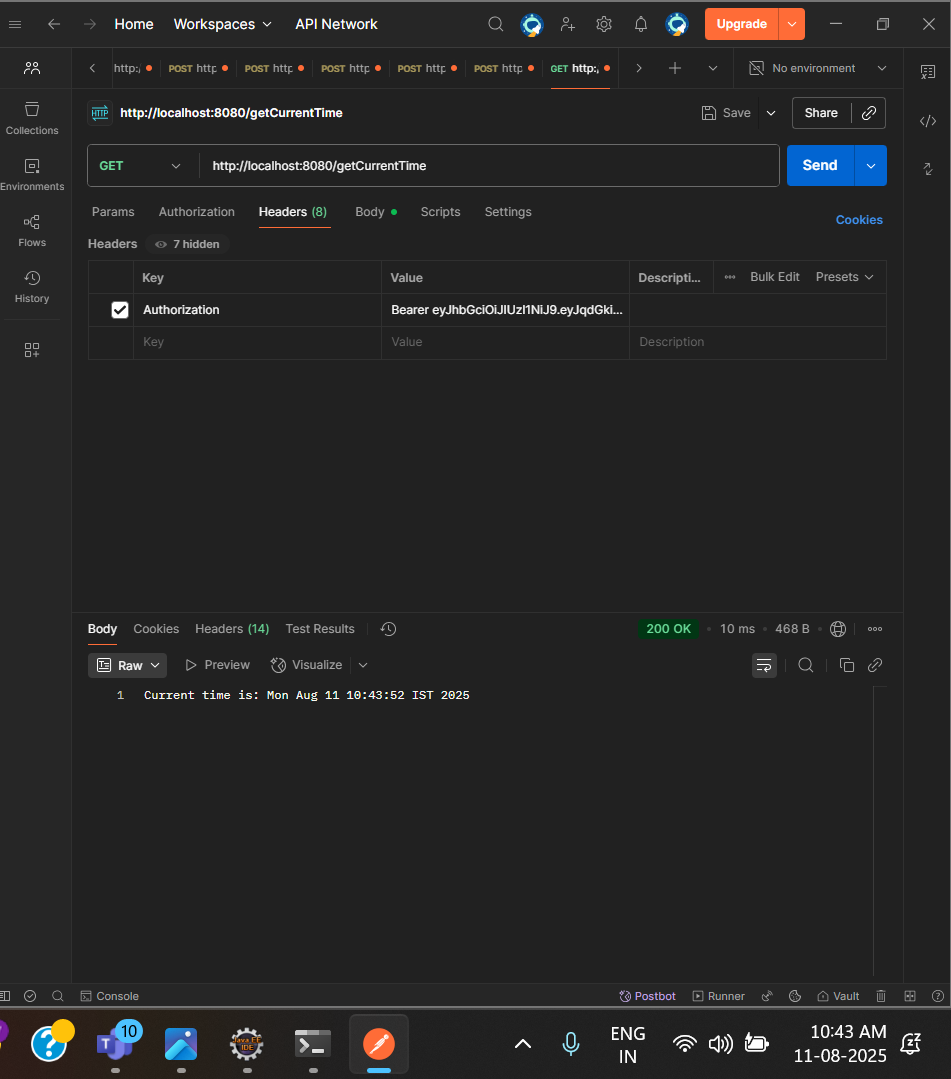 Home Workspaces API Network Upgrade
http:, POST http POST http POST http POST http POST http GET http:, No environment
HTTP http://localhost:8080/getCurrentTime Save Share
Collections
GET http://localhost:8080/getCurrentTime Send
Environments
Params Authorization Headers (8) Body Scripts Settings Cookies
Flows
Headers 7 hidden
Key Value Descripti... Bulk Edit Presets
History
Authorization Bearer eyJhbGciOiJIUzI1NiJ9.eyJqdGki...
Key Value Description
Body Cookies Headers (14) Test Results 200 OK 10 ms 468 B
Raw Preview Visualize
1 Current time is: Mon Aug 11 10:43:52 IST 2025
Console Postbot Runner Vault
10
Java EE
IDE
ENG
IN
10:43 AM
11-08-2025